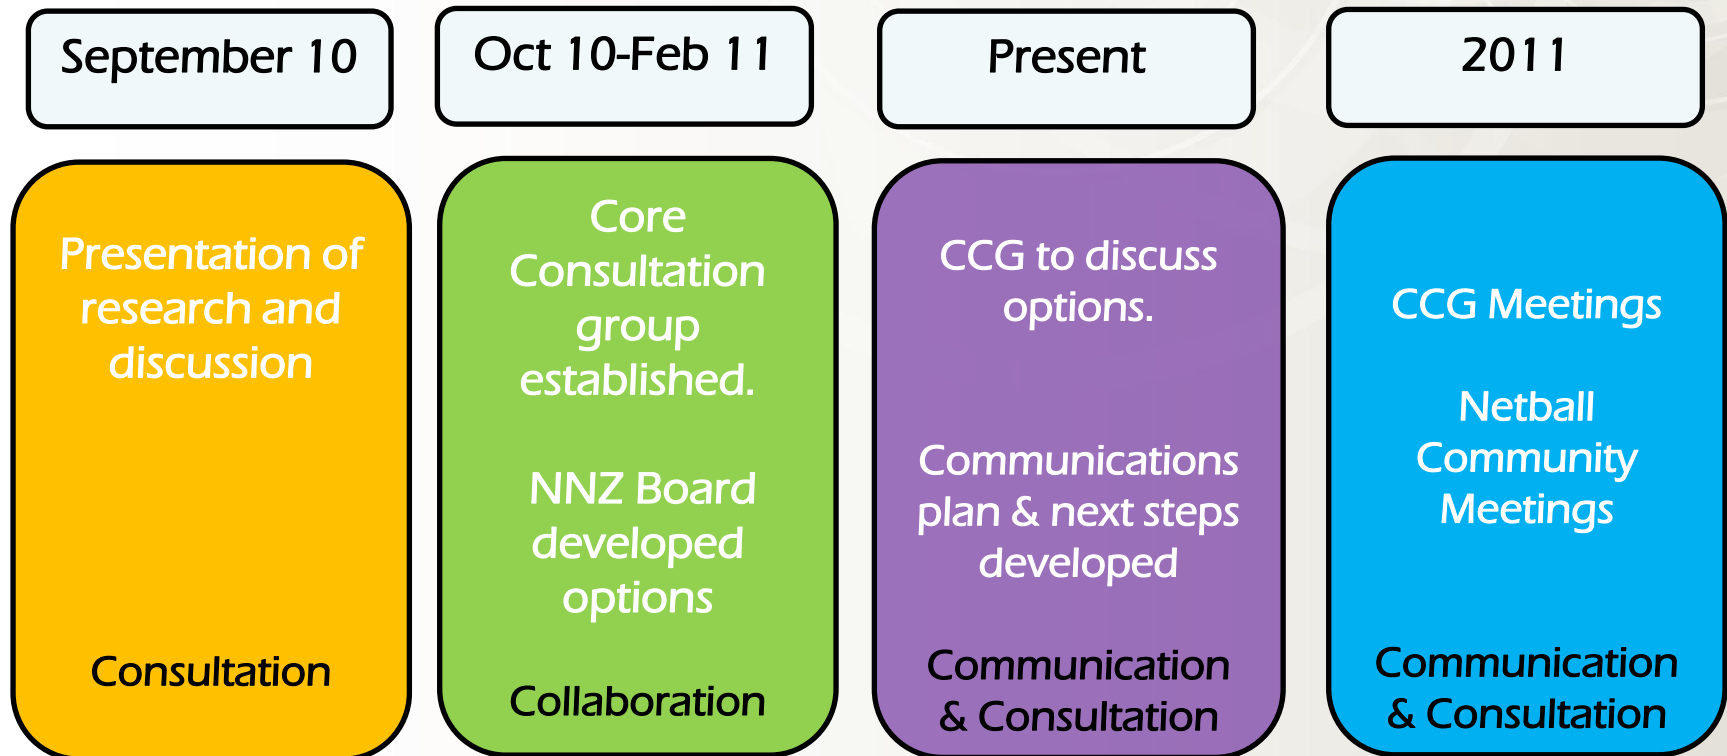 September 10
Oct 10-Feb 11
Present
2011
Presentation of
research and
discussion
Consultation
Core
Consultation
group
established.
NNZ Board
developed
options
Collaboration
CCG to discuss
options.
Communications
plan & next steps
developed
Communication
& Consultation
CCG Meetings
Netball
Community
Meetings
Communication
& Consultation